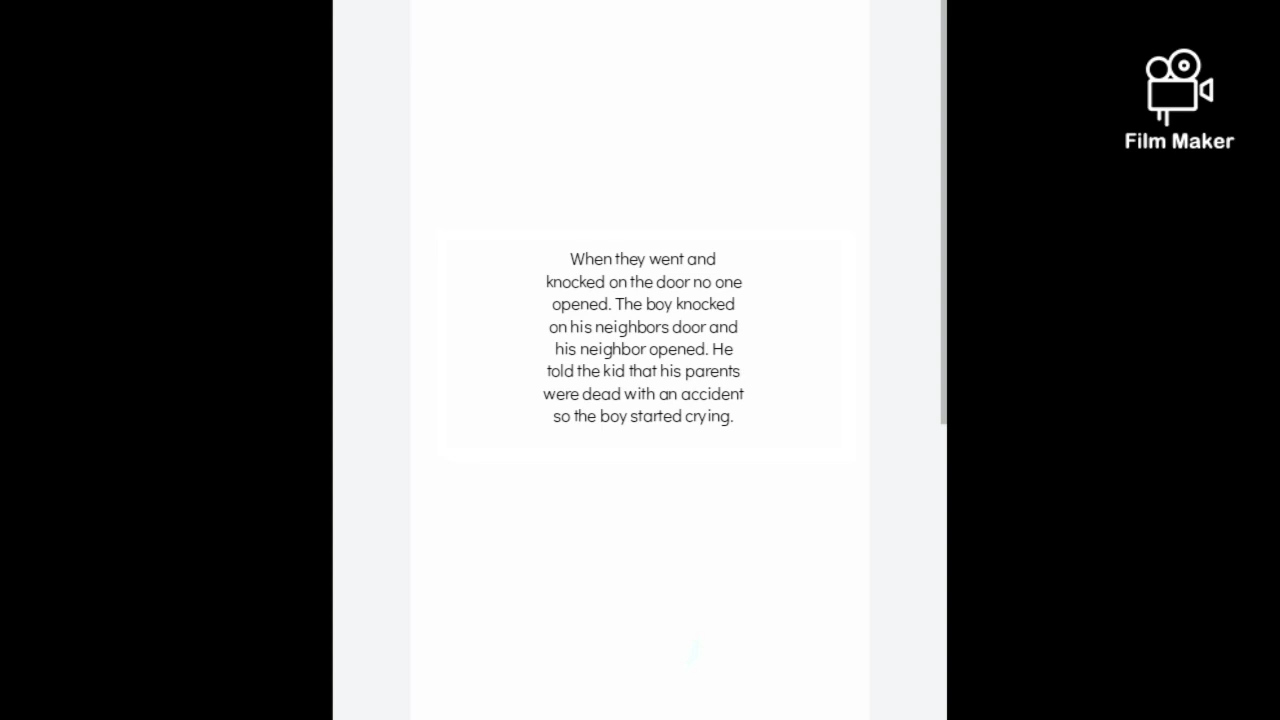 Film Maker
When they went and
knocked on the door no one
opened. The boy knocked
on his neighbors door and
his neighbor opened. He
told the kid that his parents
were dead with an accident
so the boy started crying.